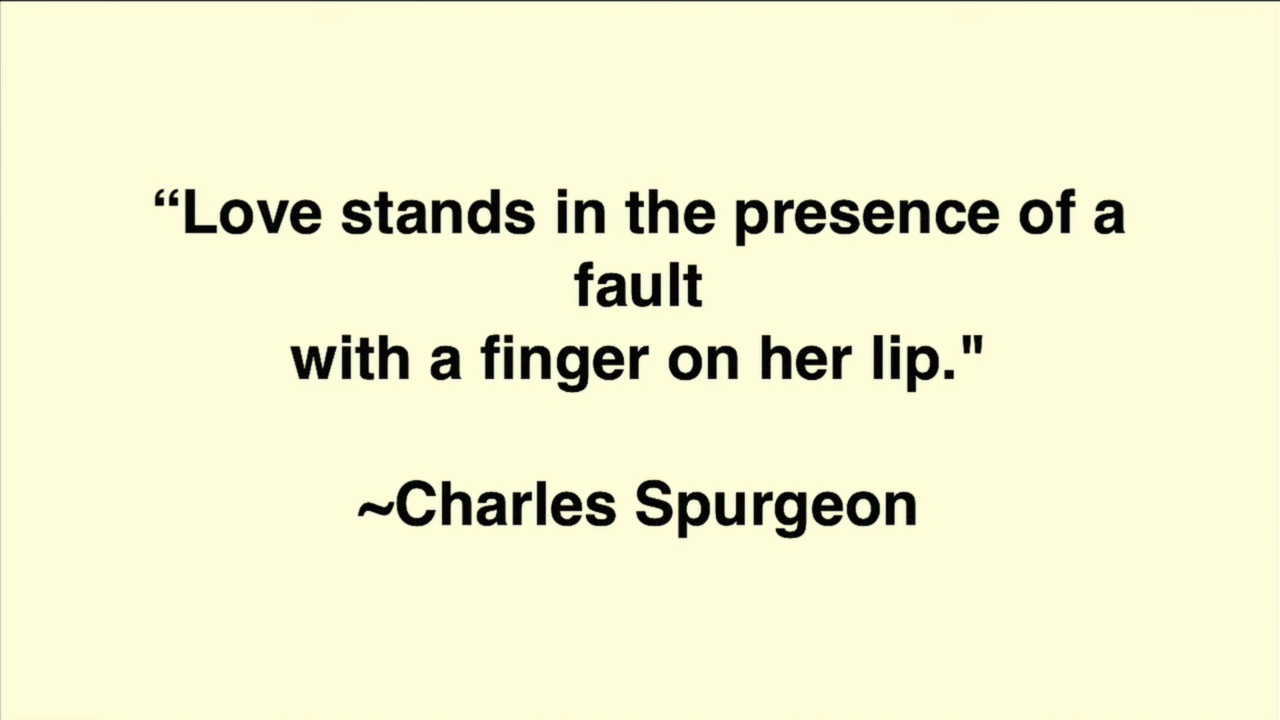 “Love stands in the presence of a
fault
with a finger on her lip."
~Charles Spurgeon